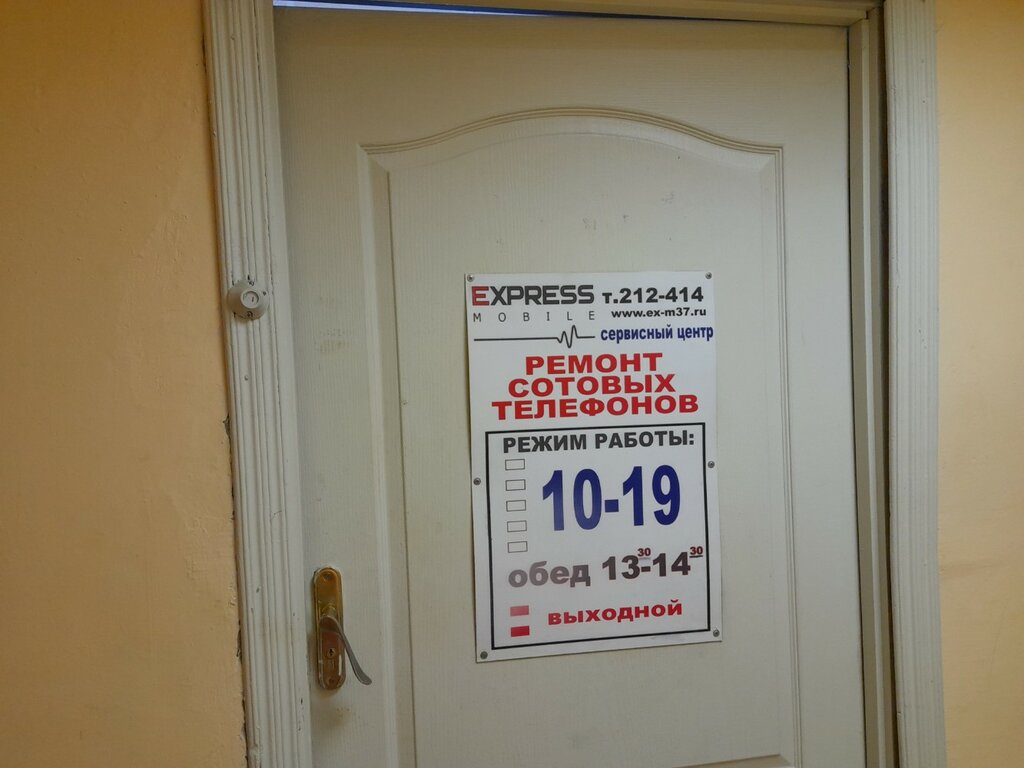 EXPRESS т.212-414
MOBILE www.ex-m37.ru
сервисный центр
РЕМОНТ
СОТОВЫХ
ТЕЛЕФОНОВ
РЕЖИМ РАБОТЫ:
10-19
обед 13³⁰-14³⁰
выходной